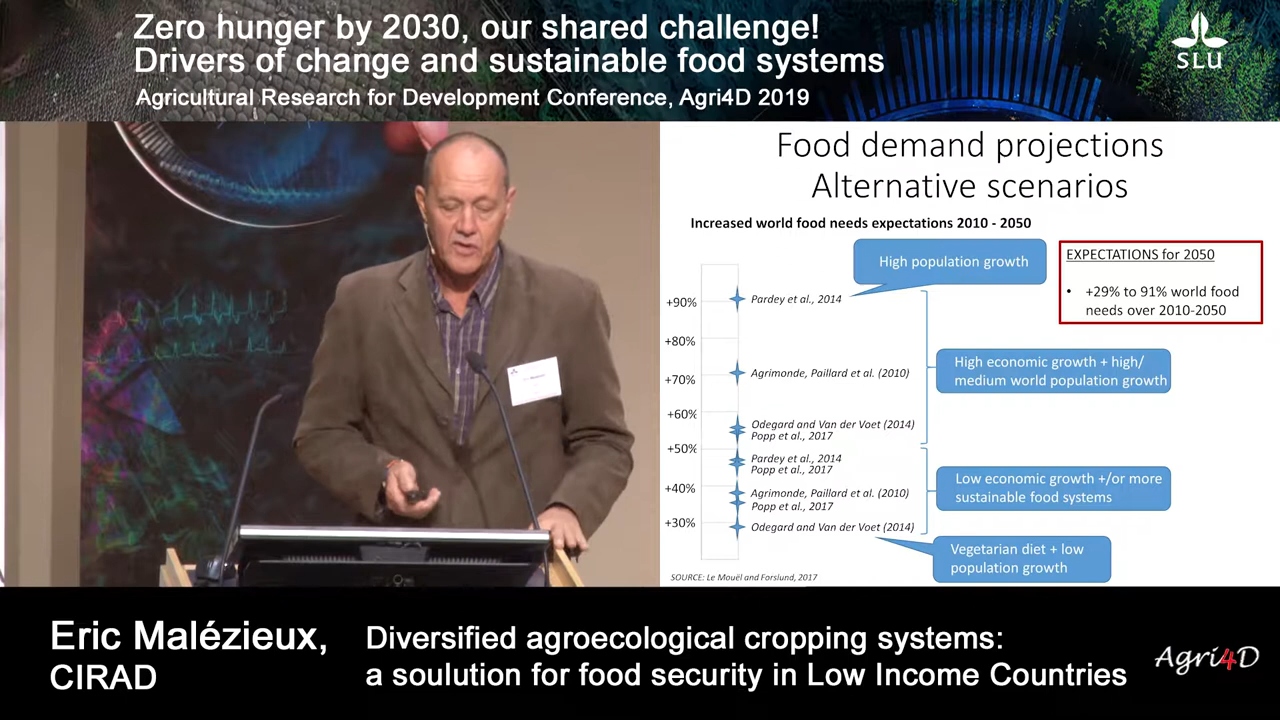 Zero hunger by 2030, our shared challenge!
Drivers of change and sustainable food systems
Agricultural Research for Development Conference, Agri4D 2019
SLU
Food demand projections
Alternative scenarios
Increased world food needs expectations 2010 - 2050
High population growth
EXPECTATIONS for 2050
• +29% to 91% world food
needs over 2010-2050
+90%
Pardey et al., 2014
+80%
High economic growth + high/
medium world population growth
+70%
Agrimonde, Paillard et al. (2010)
+60%
Odegard and Van der Voet (2014)
Popp et al., 2017
+50%
Pardey et al., 2014
Popp et al., 2017
Low economic growth +/or more
sustainable food systems
+40%
Agrimonde, Paillard et al. (2010)
Popp et al., 2017
+30%
Odegard and Van der Voet (2014)
Vegetarian diet + low
population growth
SOURCE: Le Mouël and Forslund, 2017
Eric Malézieux,
CIRAD
Diversified agroecological cropping systems:
a soulution for food security in Low Income Countries
Agri4D